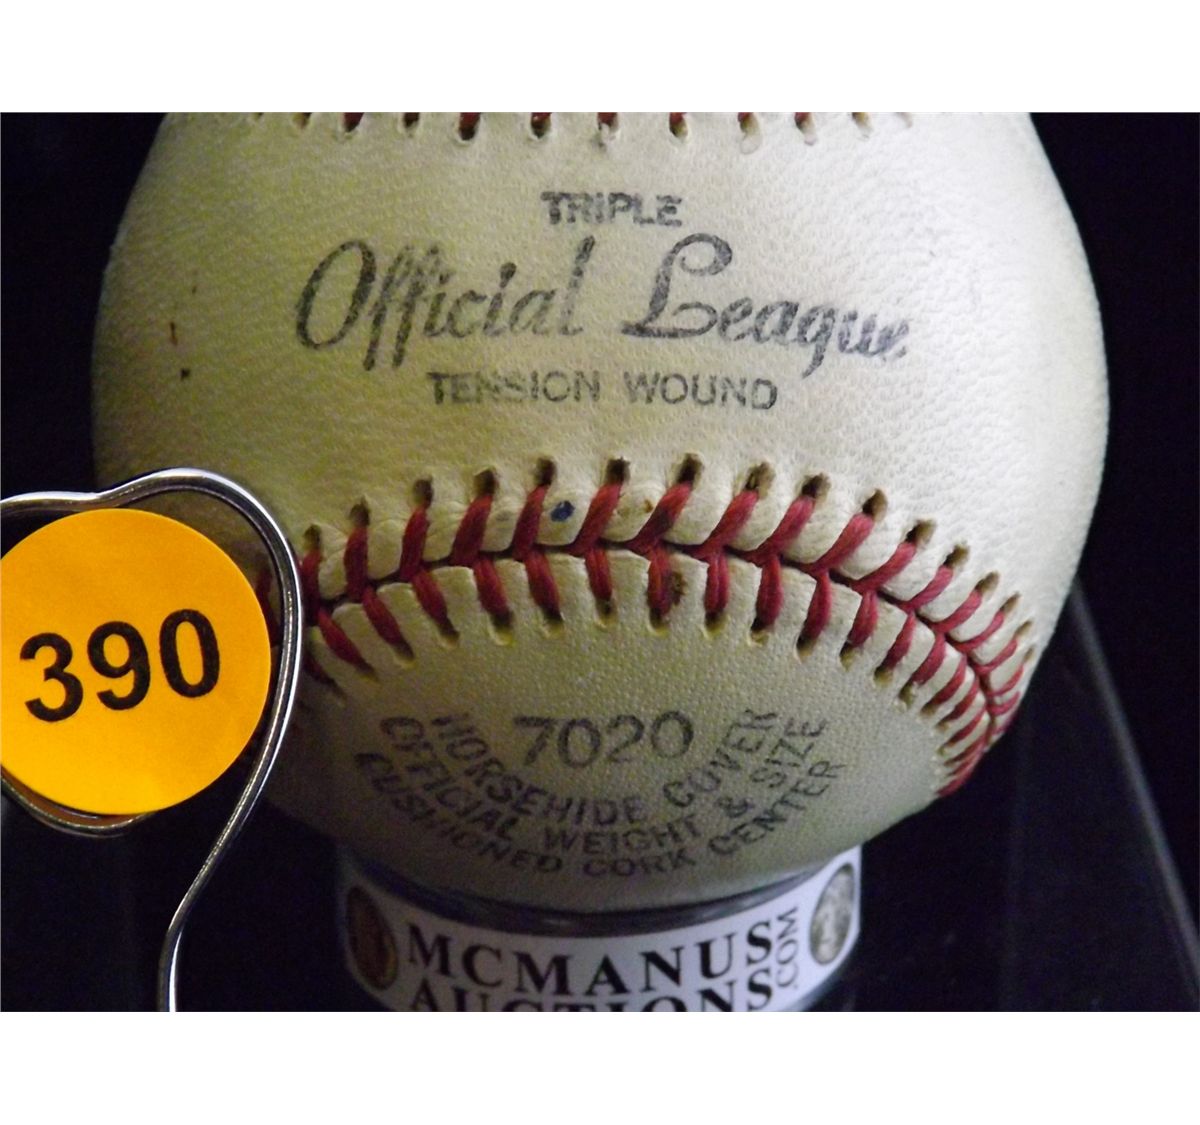 TRIPLE
Official League
TENSION WOUND
390
7020
HORSEHIDE COVER
OFFICIAL WEIGHT & SIZE
CUSHIONED CORK CENTER
MCMANUS
AUCTIONS
.COM